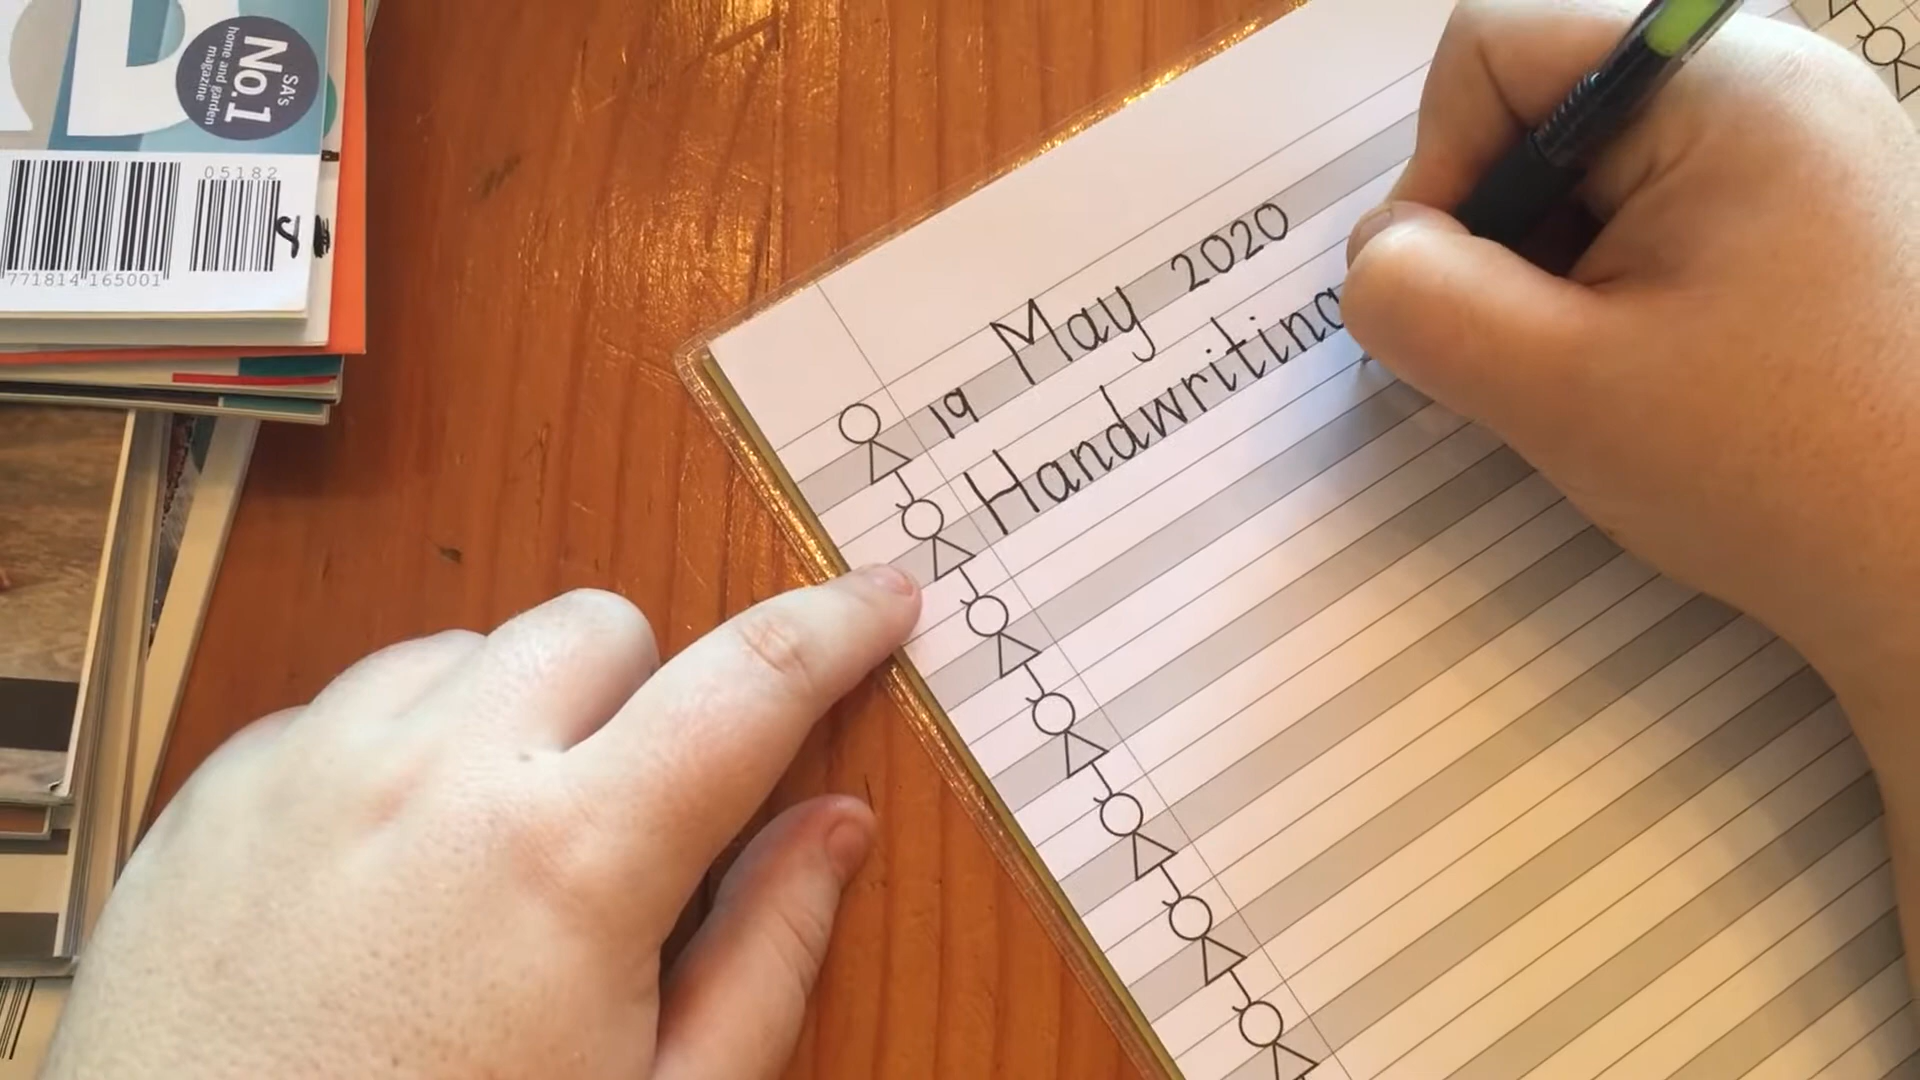 SA's
No.1
home and garden
magazine
05182
771814 165001
19 May 2020
Handwriting